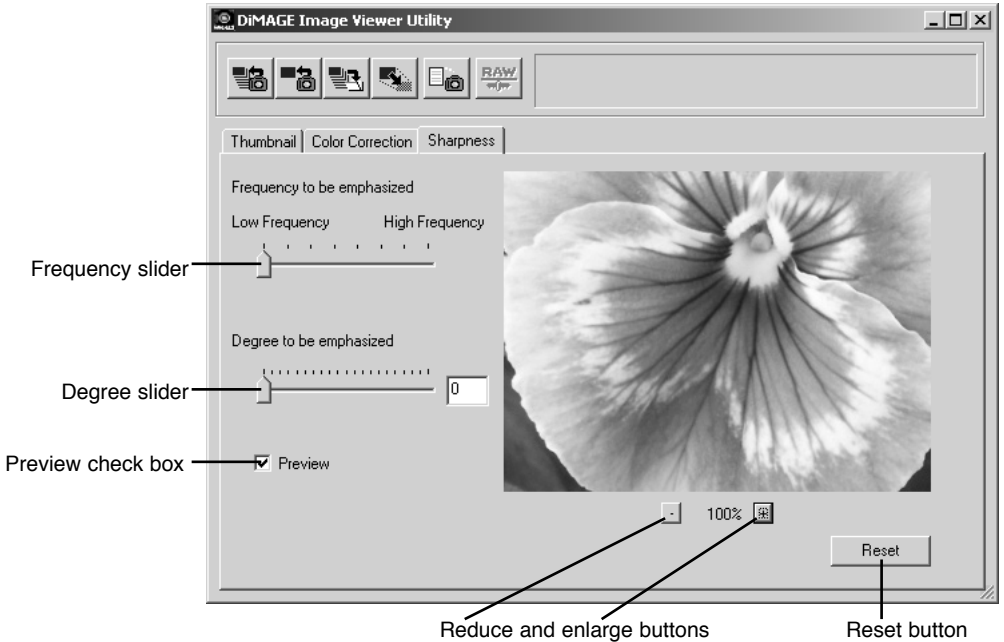 DiMAGE Image Viewer Utility
RAW
Thumbnail Color Correction Sharpness
Frequency to be emphasized
Low Frequency High Frequency
Frequency slider
Degree to be emphasized
Degree slider
0
Preview check box
Preview
- 100%
Reset
Reduce and enlarge buttons
Reset button